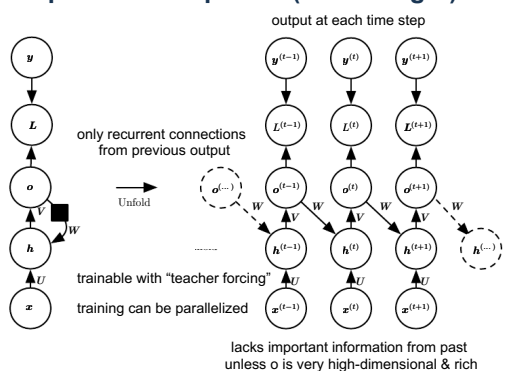 output at each time step
y
y(t−1)
y(t)
y(t+1)
L
L(t−1)
L(t)
L(t+1)
only recurrent connections
from previous output
o
Unfold
o(...)
o(t−1)
o(t)
o(t+1)
W
W
W
W
V
W
V
V
V
h
........
h(t−1)
h(t)
h(t+1)
h(...)
trainable with “teacher forcing”
U
U
U
U
training can be parallelized
x
x(t−1)
x(t)
x(t+1)
lacks important information from past
unless o is very high-dimensional & rich